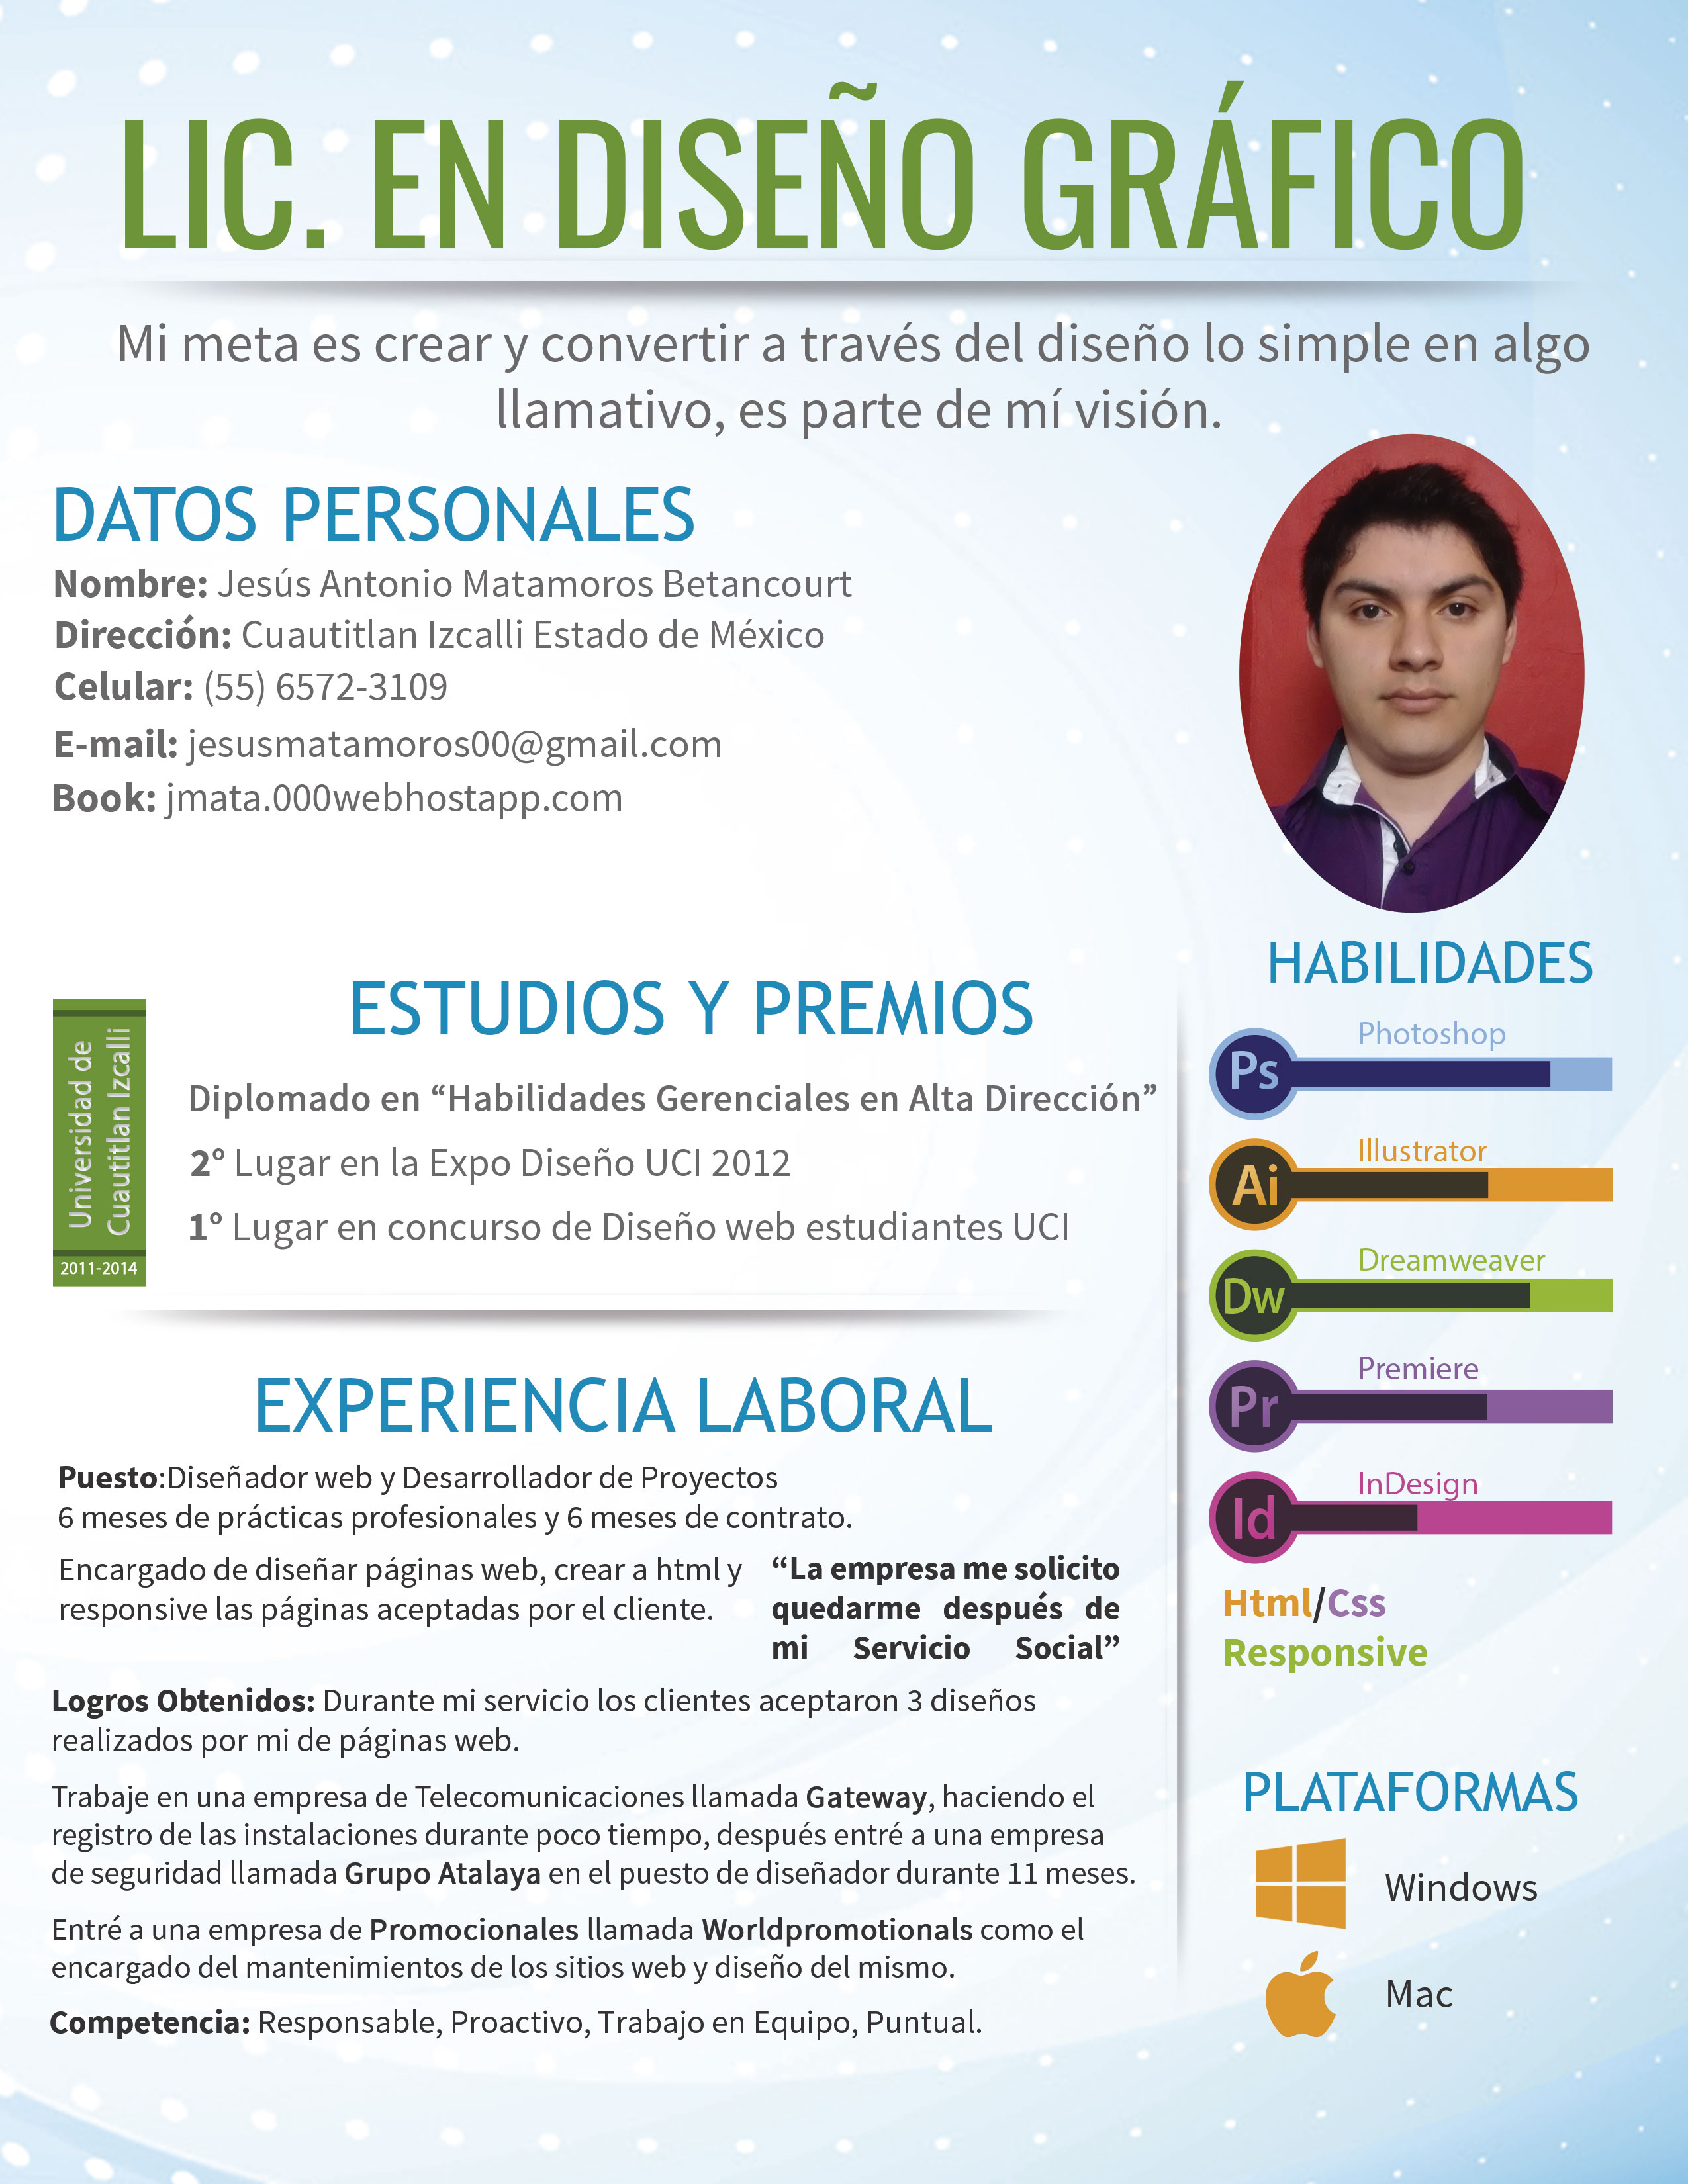 LIC. EN DISEÑO GRÁFICO
Mi meta es crear y convertir a través del diseño lo simple en algo
llamativo, es parte de mí visión.
DATOS PERSONALES
Nombre: Jesús Antonio Matamoros Betancourt
Dirección: Cuautitlan Izcalli Estado de México
Celular: (55) 6572-3109
E-mail: jesusmatamoros00@gmail.com
Book: jmata.000webhostapp.com
ESTUDIOS Y PREMIOS
Universidad de
Cuautitlan Izcalli
2011-2014
Diplomado en “Habilidades Gerenciales en Alta Dirección”
2° Lugar en la Expo Diseño UCI 2012
1° Lugar en concurso de Diseño web estudiantes UCI
EXPERIENCIA LABORAL
Puesto:Diseñador web y Desarrollador de Proyectos
6 meses de prácticas profesionales y 6 meses de contrato.
Encargado de diseñar páginas web, crear a html y
responsive las páginas aceptadas por el cliente.
“La empresa me solicito
quedarme después de
mi Servicio Social”
Logros Obtenidos: Durante mi servicio los clientes aceptaron 3 diseños
realizados por mi de páginas web.
Trabaje en una empresa de Telecomunicaciones llamada Gateway, haciendo el
registro de las instalaciones durante poco tiempo, después entré a una empresa
de seguridad llamada Grupo Atalaya en el puesto de diseñador durante 11 meses.
Entré a una empresa de Promocionales llamada Worldpromotionals como el
encargado del mantenimientos de los sitios web y diseño del mismo.
Competencia: Responsable, Proactivo, Trabajo en Equipo, Puntual.
HABILIDADES
Photoshop
Ps
Illustrator
Ai
Dreamweaver
Dw
Premiere
Pr
InDesign
Id
Html/Css
Responsive
PLATAFORMAS
Windows
Mac